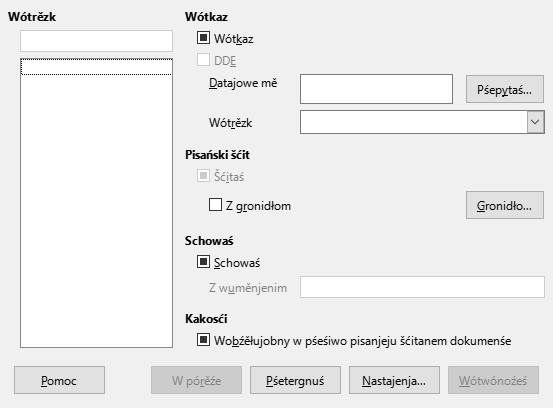 Wótrězk
Wótkaz
Wótkaz
DDE
Datajowe mě
Pśepytaś...
Wótrězk
Pisański šćit
Šćitaś
Z gronidłom
Gronidło...
Schowaś
Schowaś
Z wuměnjenim
Kakosći
Wobźěłujobny w pśeśiwo pisanjeju šćitanem dokumenśe
Pomoc
W pórěźe
Pśetergnuś
Nastajenja...
Wótwónoźeś